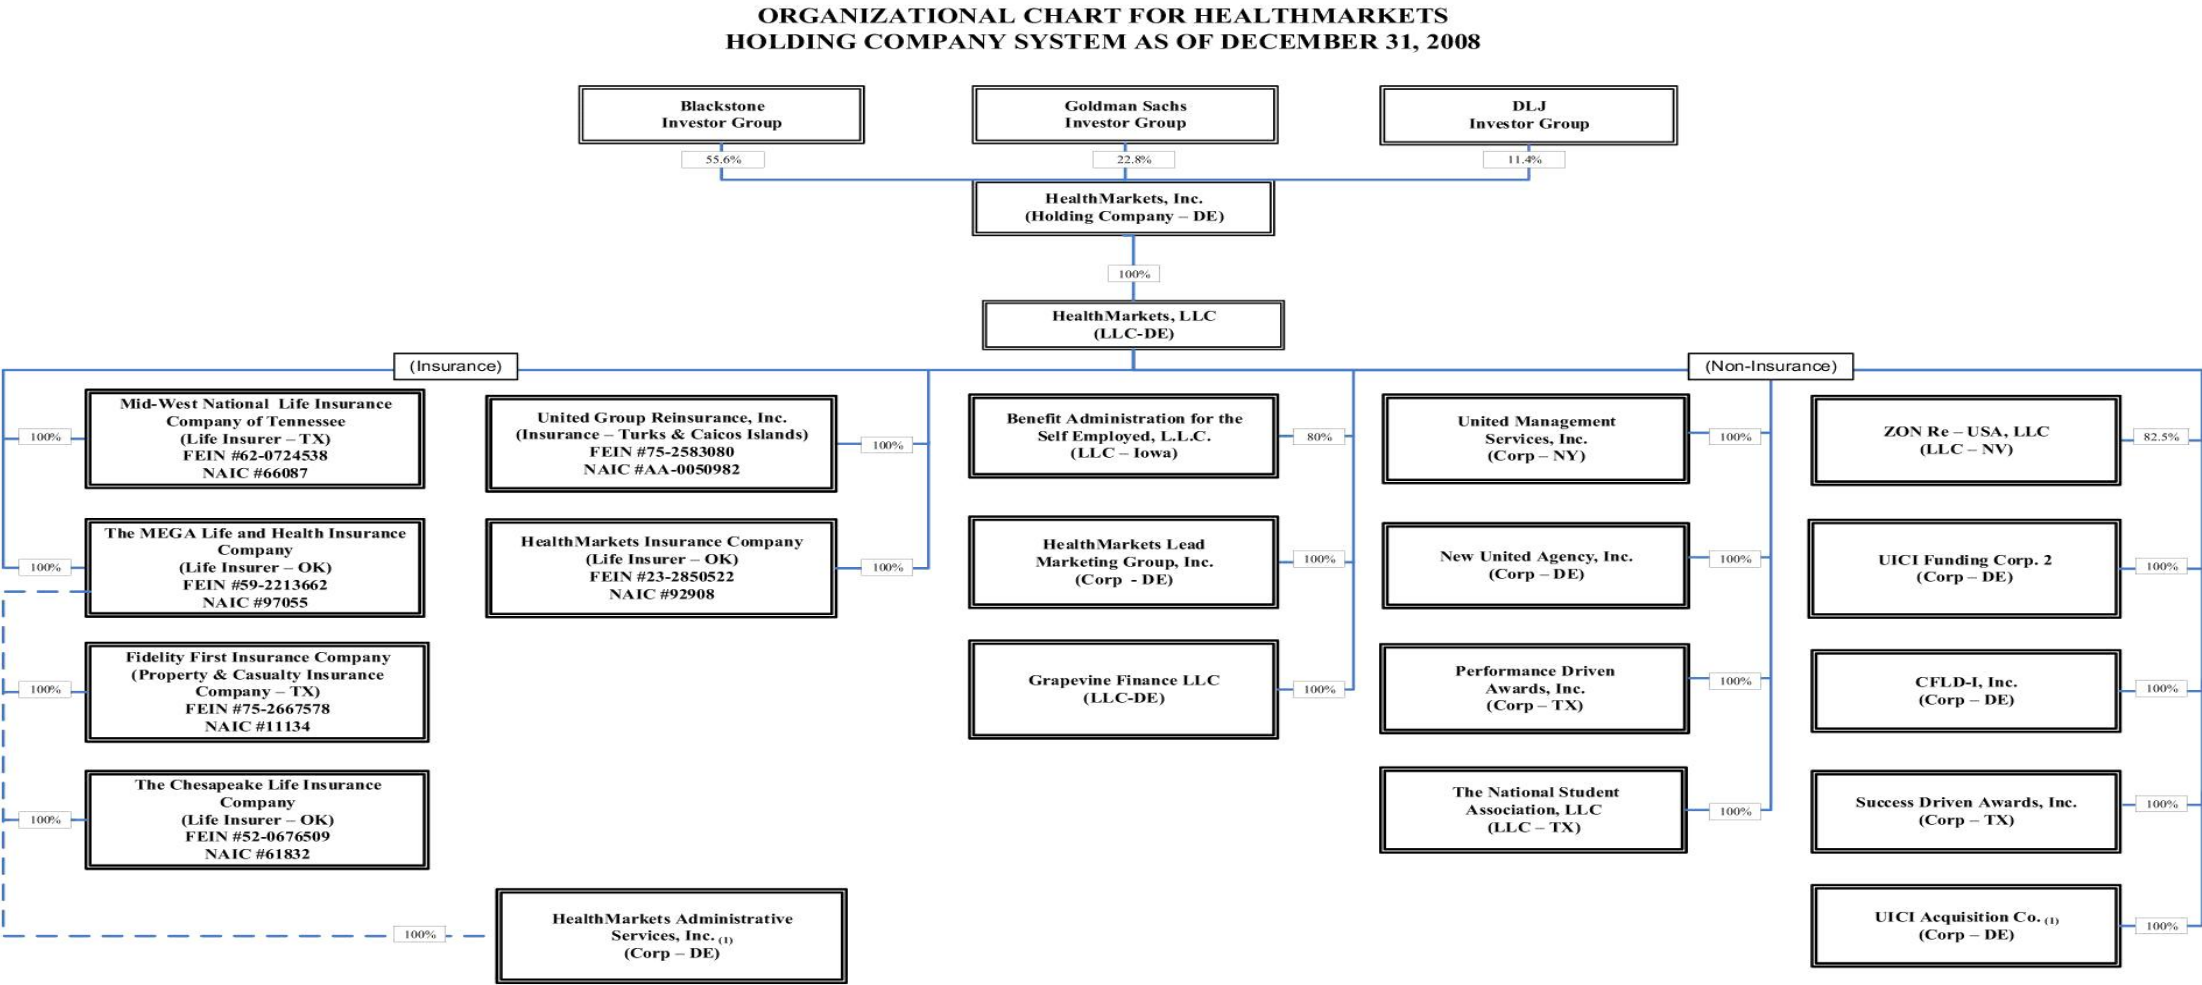 ORGANIZATIONAL CHART FOR HEALTHMARKETS
HOLDING COMPANY SYSTEM AS OF DECEMBER 31, 2008
Blackstone
Investor Group
Goldman Sachs
Investor Group
DLJ
Investor Group
55.6%
22.8%
11.4%
HealthMarkets, Inc.
(Holding Company – DE)
100%
HealthMarkets, LLC
(LLC-DE)
(Insurance)
(Non-Insurance)
Mid-West National Life Insurance
Company of Tennessee
(Life Insurer – TX)
FEIN #62-0724538
NAIC #66087
100%
The MEGA Life and Health Insurance
Company
(Life Insurer – OK)
FEIN #59-2213662
NAIC #97055
100%
Fidelity First Insurance Company
(Property & Casualty Insurance
Company – TX)
FEIN #75-2667578
NAIC #11134
100%
The Chesapeake Life Insurance
Company
(Life Insurer – OK)
FEIN #52-0676509
NAIC #61832
100%
United Group Reinsurance, Inc.
(Insurance – Turks & Caicos Islands)
FEIN #75-2583080
NAIC #AA-0050982
100%
HealthMarkets Insurance Company
(Life Insurer – OK)
FEIN #23-2850522
NAIC #92908
100%
HealthMarkets Administrative
Services, Inc. (1)
(Corp – DE)
100%
Benefit Administration for the
Self Employed, L.L.C.
(LLC – Iowa)
80%
HealthMarkets Lead
Marketing Group, Inc.
(Corp - DE)
100%
Grapevine Finance LLC
(LLC-DE)
100%
United Management
Services, Inc.
(Corp – NY)
100%
New United Agency, Inc.
(Corp – DE)
100%
Performance Driven
Awards, Inc.
(Corp – TX)
100%
The National Student
Association, LLC
(LLC – TX)
100%
ZON Re – USA, LLC
(LLC – NV)
82.5%
UICI Funding Corp. 2
(Corp – DE)
100%
CFLD-I, Inc.
(Corp – DE)
100%
Success Driven Awards, Inc.
(Corp – TX)
100%
UICI Acquisition Co. (1)
(Corp – DE)
100%